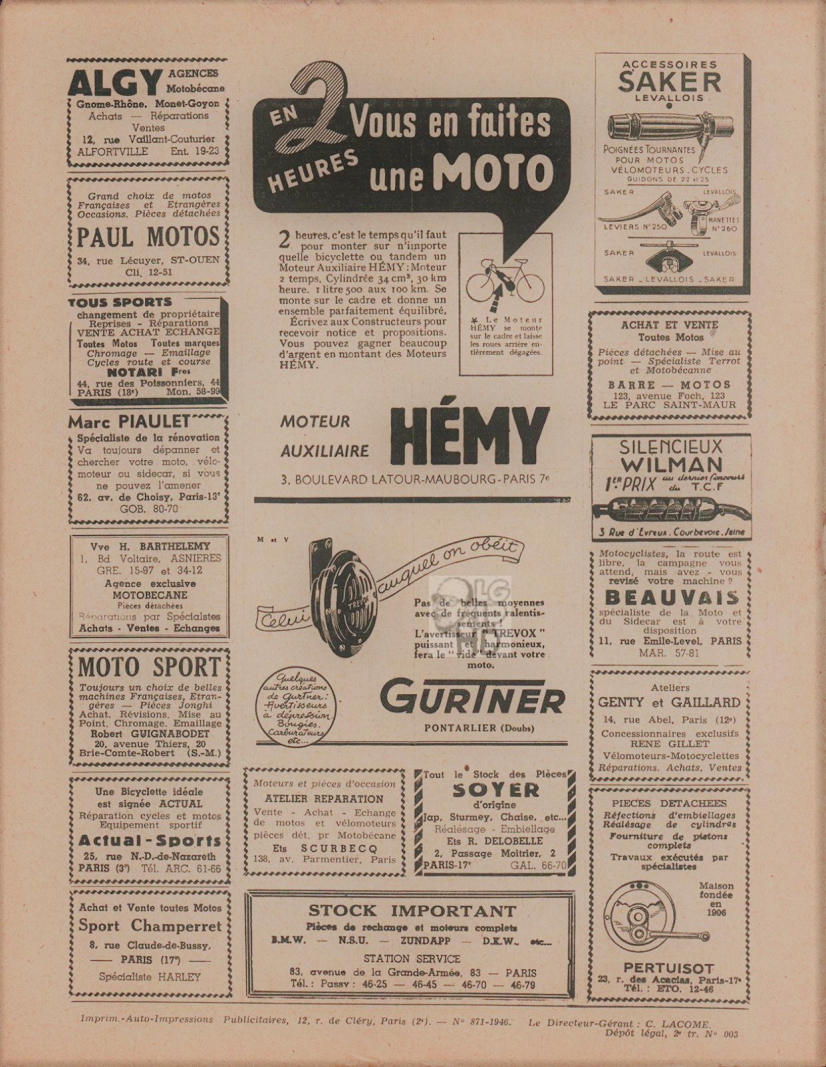 ALGY AGENCES
Motobécane
Gnome-Rhône, Monet-Goyon
Achats — Réparations
Ventes
12, rue Vaillant-Couturier
ALFORTVILLE Ent. 19-23
Grand choix de motos
Françaises et Etrangères
Occasions. Pièces détachées
PAUL MOTOS
34, rue Lécuyer, ST-OUEN
Cli. 12-51
TOUS SPORTS
changement de propriétaire
Reprises - Réparations
VENTE ACHAT ECHANGE
Toutes Motos Toutes marques
Chromage — Emaillage
Cycles route et course
NOTARI Fres
44, rue des Poissonniers, 44
PARIS (18e) Mon. 58-99
Marc PIAULET
Spécialiste de la rénovation
Va toujours dépanner et
chercher votre moto, vélo-
moteur ou sidecar, si vous
ne pouvez l'amener
62, av. de Choisy, Paris-13e
GOB. 80-70
Vve H. BARTHELEMY
1, Bd Voltaire, ASNIERES
GRE. 15-97 et 34-12
Agence exclusive
MOTOBECANE
Pièces détachées
Réparations par Spécialstes
Achats - Ventes - Echanges
MOTO SPORT
Toujours un choix de belles
machines Françaises, Etran-
gères — Pièces Jonghi
Achat, Révisions, Mise au
Point, Chromage, Emaillage
Robert GUIGNABODET
20, avenue Thiers, 20
Brie-Comte-Robert (S.-M.)
Une Bicyclette idéale
est signée ACTUAL
Réparation cycles et motos
Equipement sportif
Actual-Sports
25, rue N.-D.-de-Nazareth
PARIS (3e) Tél. ARC. 61-66
Achat et Vente toutes Motos
Sport Champerret
8, rue Claude-de-Bussy,
— PARIS (17e) —
Spécialiste HARLEY
EN 2 HEURES
Vous en faites
une MOTO
2 heures, c'est le temps qu'il faut
pour monter sur n'importe
quelle bicyclette ou tandem un
Moteur Auxiliaire HÉMY : Moteur
2 temps, Cylindrée 34 cm³, 30 km
heure. 1 litre 500 aux 100 km. Se
monte sur le cadre et donne un
ensemble parfaitement équilibré,
Écrivez aux Constructeurs pour
recevoir notice et propositions.
Vous pouvez gagner beaucoup
d'argent en montant des Moteurs
HÉMY.
★ Le Moteur
HÉMY se monte
sur le cadre et laisse
les roues arrière en-
tièrement dégagées.
MOTEUR
AUXILIAIRE HÉMY
3, BOULEVARD LATOUR-MAUBOURG-PARIS 7e
M et V
Celui auquel on obéit
TREVOX
Pas de belles moyennes
avec de fréquents ralentis-
sements !
L'avertisseur "TREVOX"
puissant et harmonieux,
fera le "vide" devant votre
moto.
Quelques
autres créations
de Gurtner :
Avertisseurs
à dépression
Bougies.
Carburateurs
etc...
GURTNER
PONTARLIER (Doubs)
Moteurs et pièces d'occasion
ATELIER REPARATION
Vente - Achat - Echange
de motos et vélomoteurs
pièces dét. pr Motobécane
Ets SCURBECQ
138, av. Parmentier, Paris
Tout le Stock des Pièces
SOYER
d'origine
Jap, Sturmey, Chaise, etc...
Réalésage - Embiellage
Ets R. DELOBELLE
2, Passage Moitrier, 2
PARIS-17e GAL. 66-70
STOCK IMPORTANT
Pièces de rechange et moteurs complets
B.M.W. — N.S.U. — ZUNDAPP — D.K.W. etc...
STATION SERVICE
83, avenue de la Grande-Armée, 83 — PARIS
Tél. : Passy : 46-25 — 46-45 — 46-70 — 46-79
ACCESSOIRES
SAKER
LEVALLOIS
POIGNÉES TOURNANTES
POUR MOTOS
VÉLOMOTEURS.CYCLES
GUIDONS DE 22 et 25
SAKER LEVALLOIS
LEVIERS N°250
MANETTES
N°260
SAKER LEVALLOIS
SAKER - LEVALLOIS - SAKER
ACHAT ET VENTE
Toutes Motos
Pièces détachées — Mise au
point — Spécialiste Terrot
et Motobécanne
BARRE — MOTOS
123, avenue Foch, 123
LE PARC SAINT-MAUR
SILENCIEUX
WILMAN
1er PRIX au dernier concours
du T.C.F
3 Rue d'Evreux. Courbevoie. Seine
Motocyclistes, la route est
libre, la campagne vous
attend, mais avez - vous
revisé votre machine ?
BEAUVAIS
spécialiste de la Moto et
du Sidecar est à votre
disposition
11, rue Emile-Level, PARIS
MAR. 57-81
Ateliers
GENTY et GAILLARD
14, rue Abel, Paris (12e)
Concessionnaires exclusifs
RENE GILLET
Vélomoteurs-Motocyclettes
Réparations, Achats, Ventes
PIECES DETACHEES
Réfections d'embiellages
Réalésage de cylindres
Fourniture de pistons
complets
Travaux exécutés par
spécialistes
Maison
fondée
en
1906
PERTUISOT
23, r. des Acacias, Paris-17e
Tél. : ETO. 12-46
Imprim.-Auto-Impressions Publicitaires, 12, r. de Cléry, Paris (2e). — N° 871-1946. Le Directeur-Gérant : C. LACOME.
Dépôt légal, 2e tr. N° 003